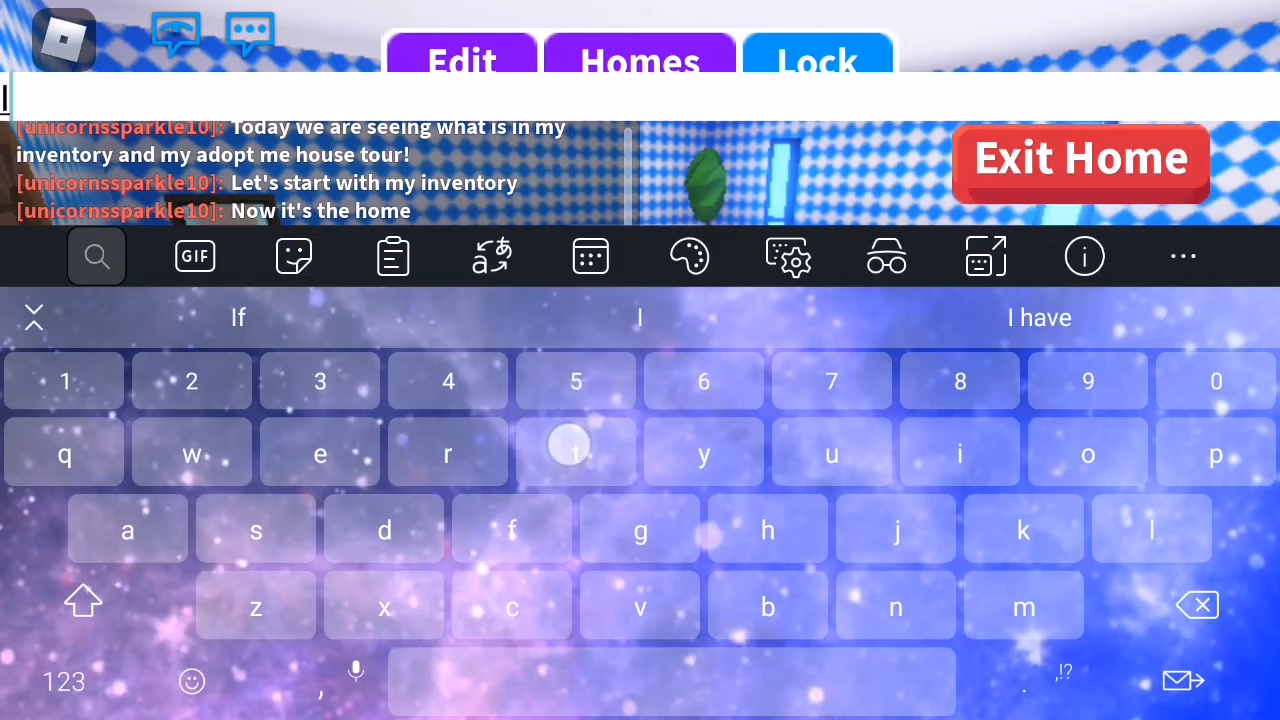 Edit Homes Lock
I
[unicornssparkle10]: Today we are seeing what is in my
inventory and my adopt me house tour!
[unicornssparkle10]: Let's start with my inventory
[unicornssparkle10]: Now it's the home
Exit Home
GIF
If I I have
1 2 3 4 5 6 7 8 9 0
q w e r t y u i o p
a s d f g h j k l
z x c v b n m
123 , . ,!?